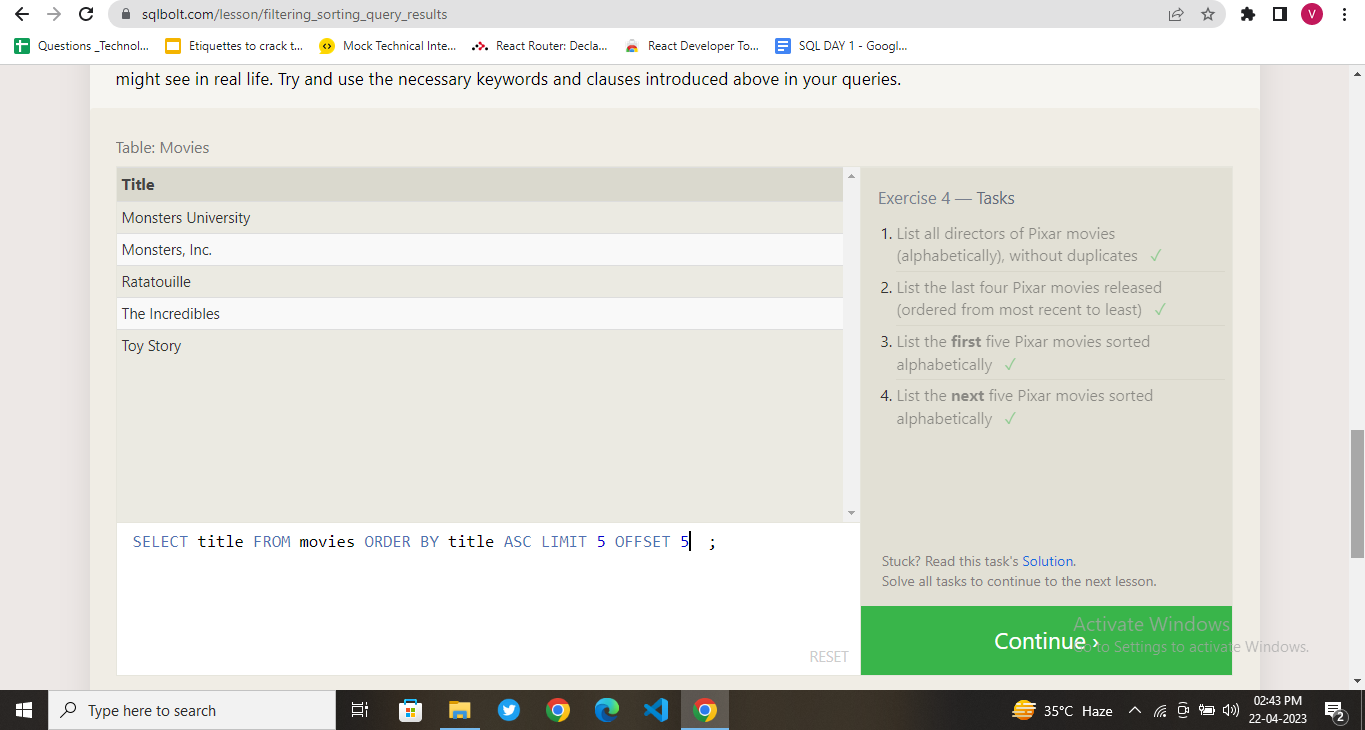 sqlbolt.com/lesson/filtering_sorting_query_results
V
Questions _Technol... Etiquettes to crack t... Mock Technical Inte... React Router: Decla... React Developer To... SQL DAY 1 - Googl...
might see in real life. Try and use the necessary keywords and clauses introduced above in your queries.
Table: Movies
Title
Monsters University
Monsters, Inc.
Ratatouille
The Incredibles
Toy Story
SELECT title FROM movies ORDER BY title ASC LIMIT 5 OFFSET 5 ;
RESET
Exercise 4 — Tasks
1. List all directors of Pixar movies
(alphabetically), without duplicates ✓
2. List the last four Pixar movies released
(ordered from most recent to least) ✓
3. List the first five Pixar movies sorted
alphabetically ✓
4. List the next five Pixar movies sorted
alphabetically ✓
Stuck? Read this task's Solution.
Solve all tasks to continue to the next lesson.
Continue ›
Activate Windows
Go to Settings to activate Windows.
Type here to search
35°C Haze
02:43 PM
22-04-2023
2